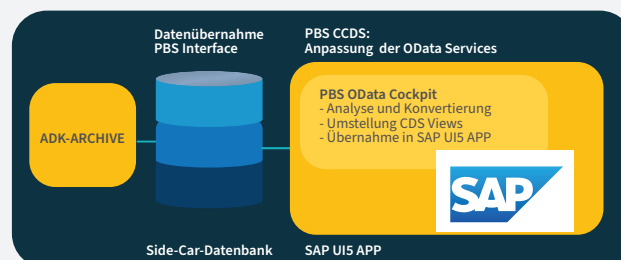 Datenübernahme
PBS Interface
PBS CCDS:
Anpassung der OData Services
ADK-ARCHIVE
PBS OData Cockpit
- Analyse und Konvertierung
- Umstellung CDS Views
- Übernahme in SAP UI5 APP
SAP
Side-Car-Datenbank
SAP UI5 APP